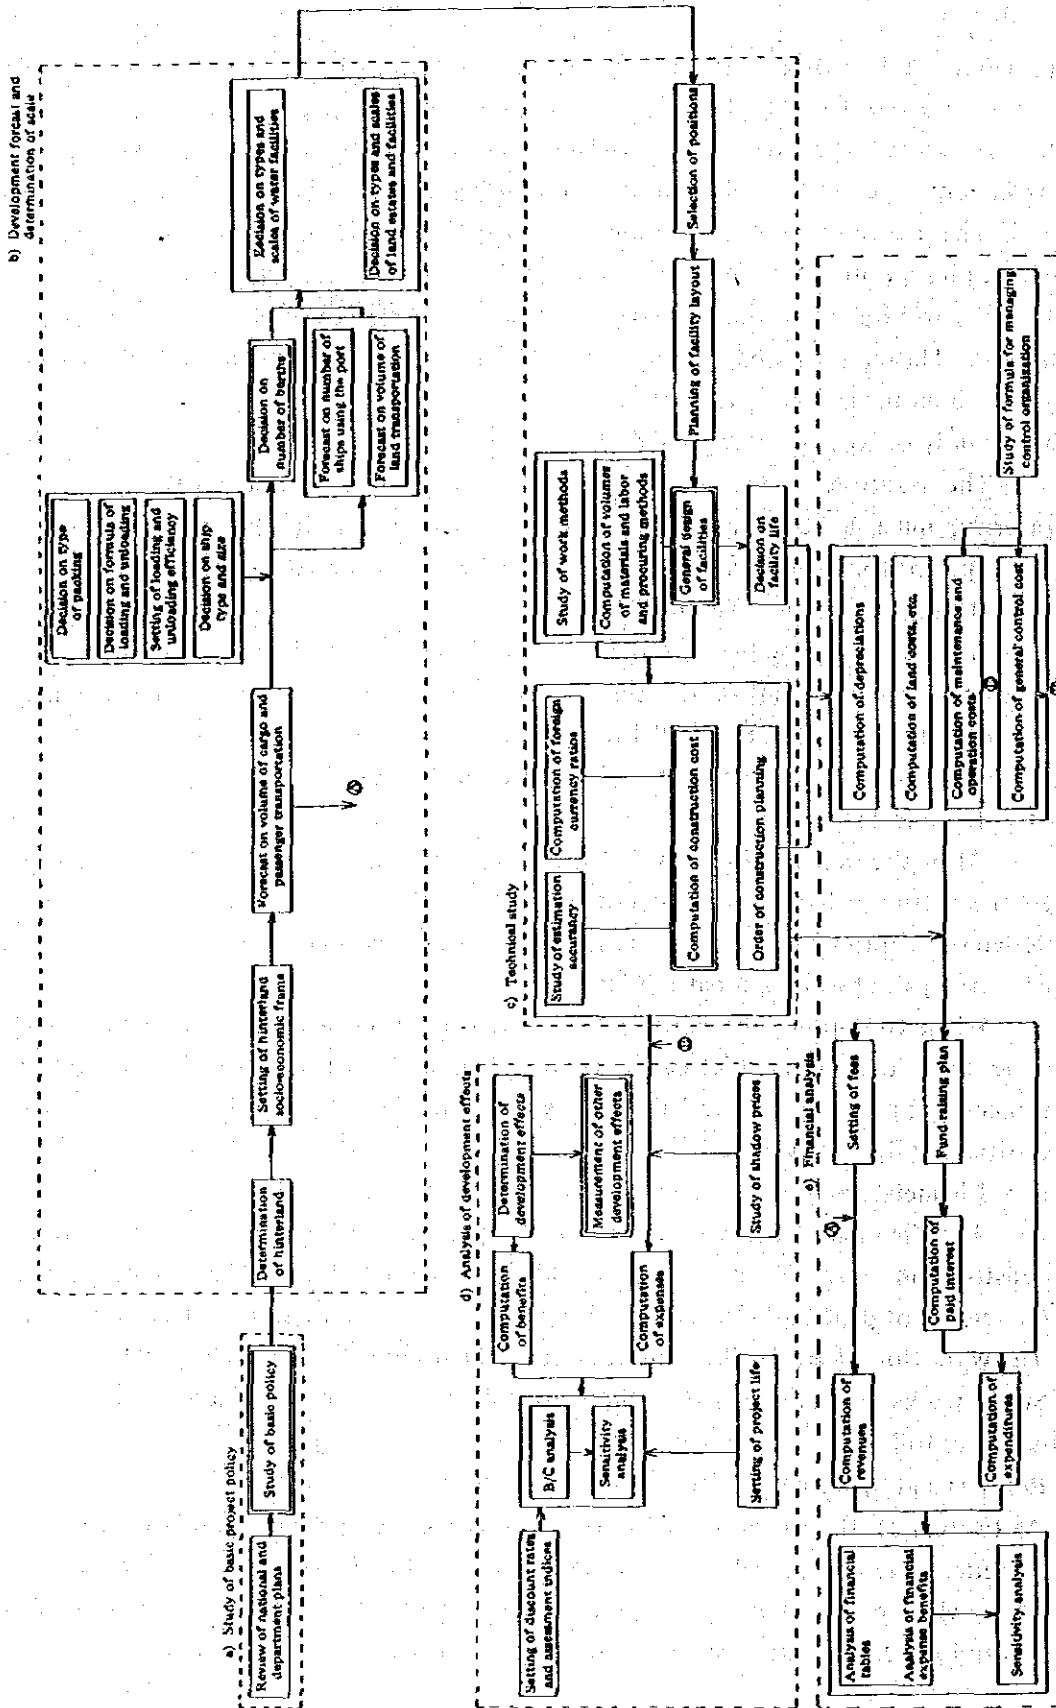 a) Study of basic project policy
Review of national and
department plans
Study of basic policy
b) Development forecast and
determination of scale
Determination
of hinterland
Setting of hinterland
socio-economic frame
Forecast on volume of cargo and
passenger transportation
Decision on type
of packing
Decision on formula of
loading and unloading
Setting of loading and
unloading efficiency
Decision on ship
type and size
Decision on
number of berths
Forecast on number of
ships using the port
Forecast on volume of
land transportation
Decision on types and
scales of water facilities
Decision on types and scales
of land estates and facilities
c) Technical study
Selection of positions
Planning of facility layout
Study of work methods
Computation of volumes
of materials and labor
and procuring methods
General design
of facilities
Decision on
facility life
Study of estimation
accurancy
Computation of foreign
currency ratios
Computation of construction cost
Order of construction planning
d) Analysis of development effects
Determination of
development effects
Measurement of other
development effects
Study of shadow prices
Computation
of benefits
Computation
of expenses
B/C analysis
Sensitivity
analysis
Setting of discount rates
and assessment indices
Setting of project life
e) Financial analysis
Study of formula for managing
control organization
Computation of depreciations
Computation of land costs, etc.
Computation of maintenance and
operation costs
Computation of general control cost
Setting of fees
Fund raising plan
Computation of
paid interest
Computation of
revenues
Computation of
expenditures
Analysis of financial
tables
Analysis of financial
expense benefits
Sensitivity analysis